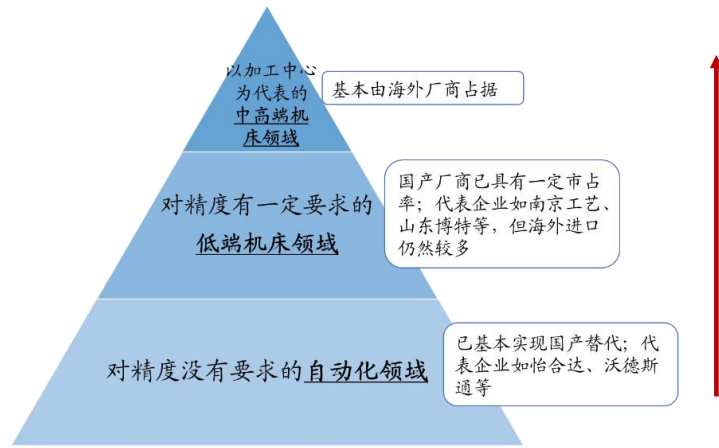 以加工中心
为代表的
中高端机
床领域
基本由海外厂商占据
对精度有一定要求的
低端机床领域
国产厂商已具有一定市占
率；代表企业如南京工艺、
山东博特等，但海外进口
仍然较多
对精度没有要求的自动化领域
已基本实现国产替代；代
表企业如怡合达、沃德斯
通等